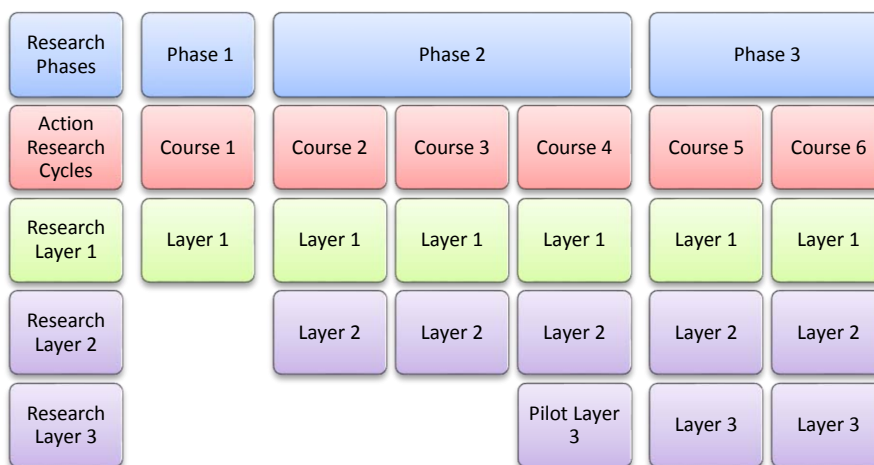 Research
Phases
Phase 1
Phase 2
Phase 3
Action
Research
Cycles
Course 1
Course 2
Course 3
Course 4
Course 5
Course 6
Research
Layer 1
Layer 1
Layer 1
Layer 1
Layer 1
Layer 1
Layer 1
Research
Layer 2
Layer 2
Layer 2
Layer 2
Layer 2
Layer 2
Research
Layer 3
Pilot Layer
3
Layer 3
Layer 3